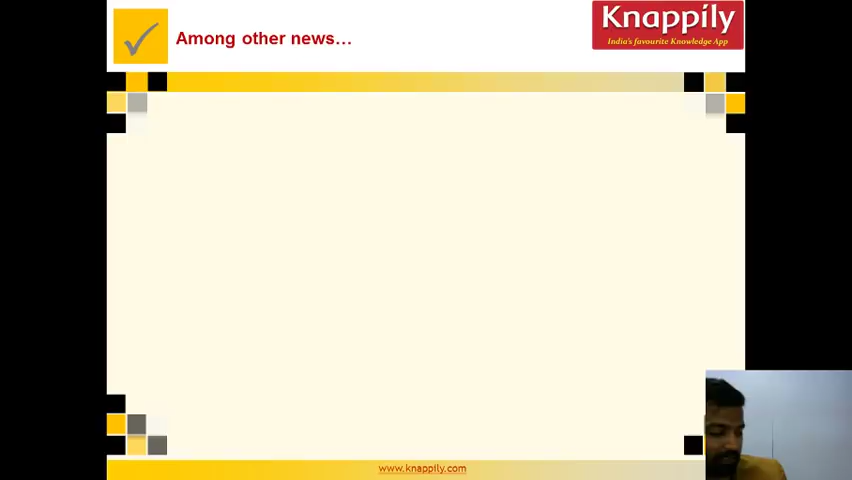 Among other news…
Knappily
India's favourite Knowledge App
www.knappily.com